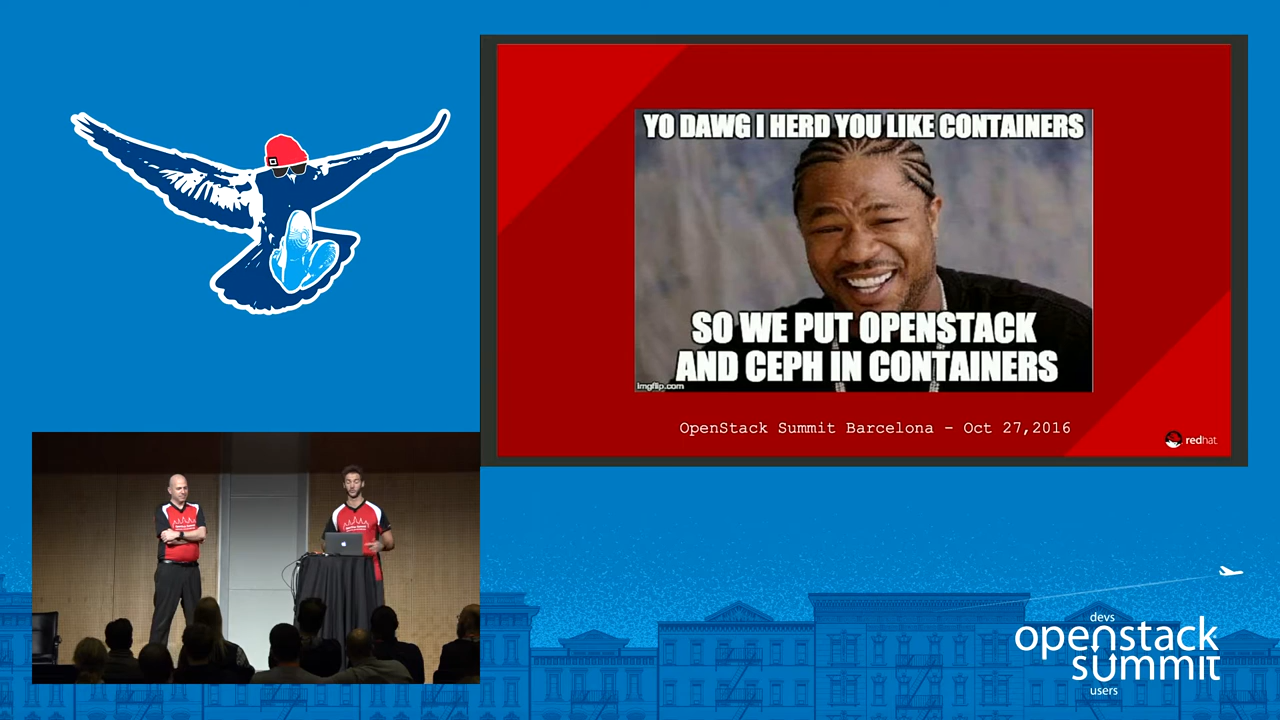 YO DAWG I HERD YOU LIKE CONTAINERS
SO WE PUT OPENSTACK
AND CEPH IN CONTAINERS
imgflip.com
OpenStack Summit Barcelona - Oct 27,2016
redhat.
devs
openstack
summit
users